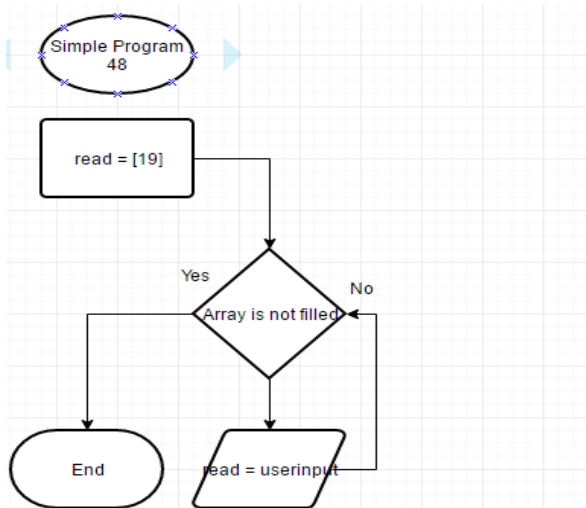 Simple Program
48
read = [19]
Yes
No
Array is not filled
End
read = userinput